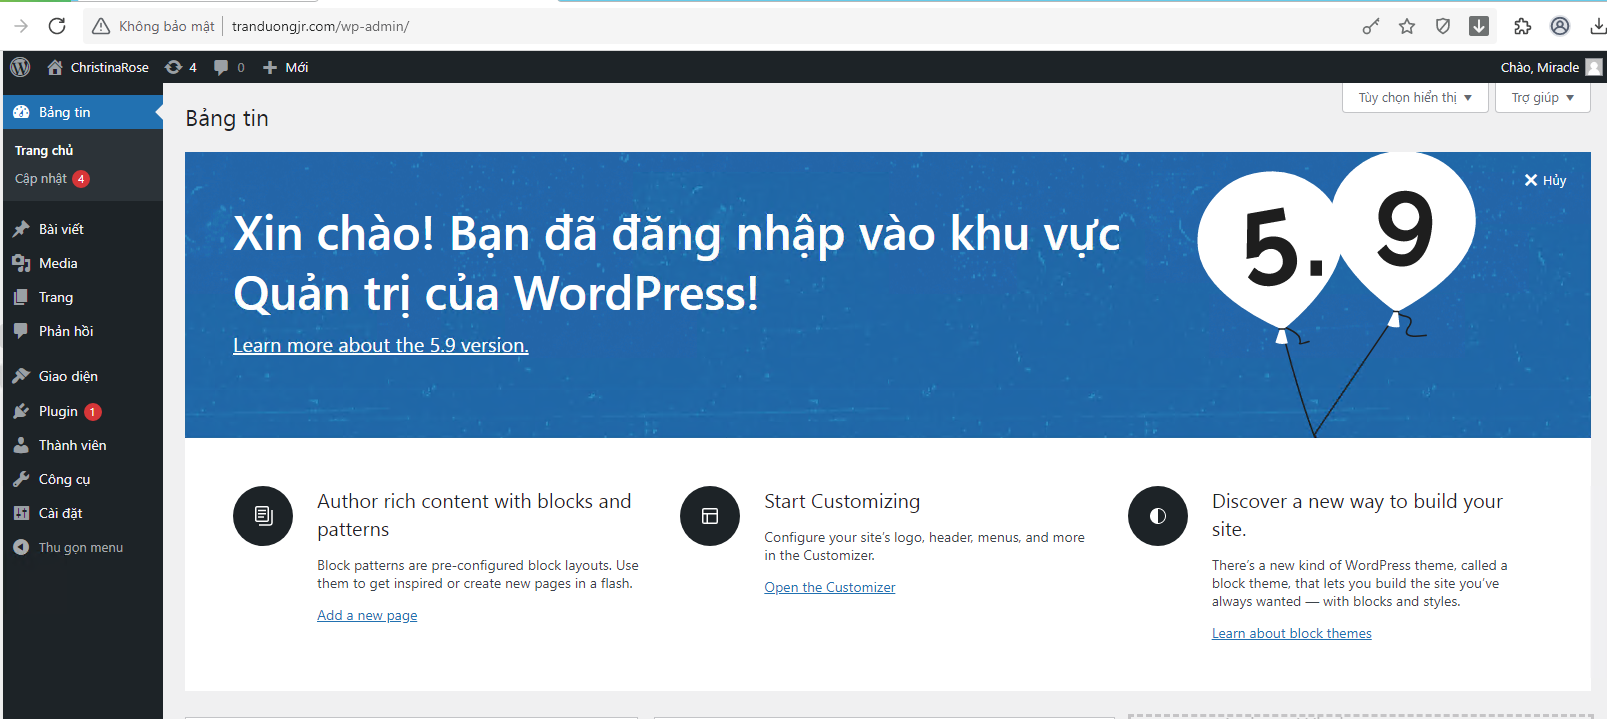 Không bảo mật tranduongjr.com/wp-admin/
ChristinaRose 4 0 Mới Chào, Miracle
Tùy chọn hiển thị Trợ giúp
Bảng tin
Trang chủ
Cập nhật 4
Bài viết
Media
Trang
Phản hồi
Giao diện
Plugin 1
Thành viên
Công cụ
Cài đặt
Thu gọn menu
Bảng tin
Hủy
Xin chào! Bạn đã đăng nhập vào khu vực
Quản trị của WordPress!
Learn more about the 5.9 version.
5.9
Author rich content with blocks and
patterns
Block patterns are pre-configured block layouts. Use
them to get inspired or create new pages in a flash.
Add a new page
Start Customizing
Configure your site's logo, header, menus, and more
in the Customizer.
Open the Customizer
Discover a new way to build your
site.
There's a new kind of WordPress theme, called a
block theme, that lets you build the site you've
always wanted — with blocks and styles.
Learn about block themes